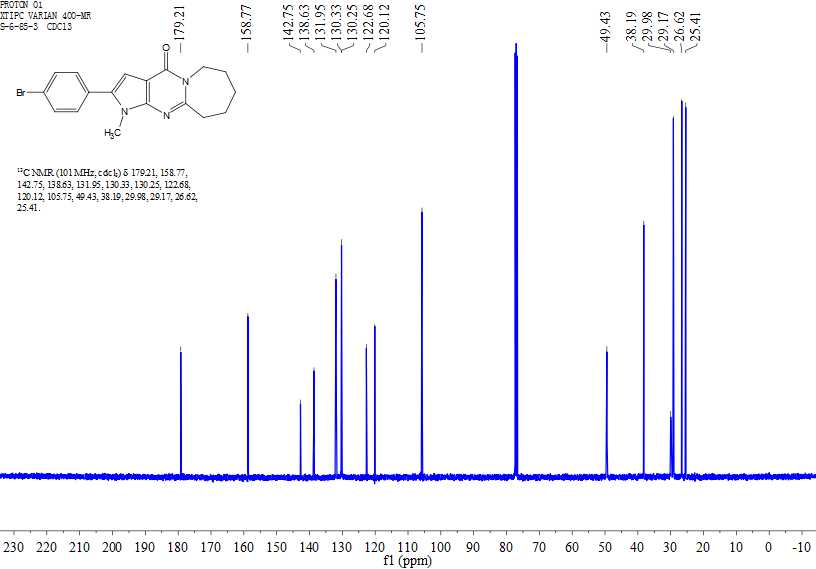 PROTON 01
XTIPC VARIAN 400-MR
S-6-85-3 CDCl3
179.21
158.77
142.75
138.63
131.95
130.33
130.25
122.68
120.12
105.75
49.43
38.19
29.98
29.17
26.62
25.41
O
Br
N
N
N
H₃C
¹³C NMR (101 MHz, cdcl₃) δ 179.21, 158.77,
142.75, 138.63, 131.95, 130.33, 130.25, 122.68,
120.12, 105.75, 49.43, 38.19, 29.98, 29.17, 26.62,
25.41.
230 220 210 200 190 180 170 160 150 140 130 120 110 100 90 80 70 60 50 40 30 20 10 0 -10
f1 (ppm)